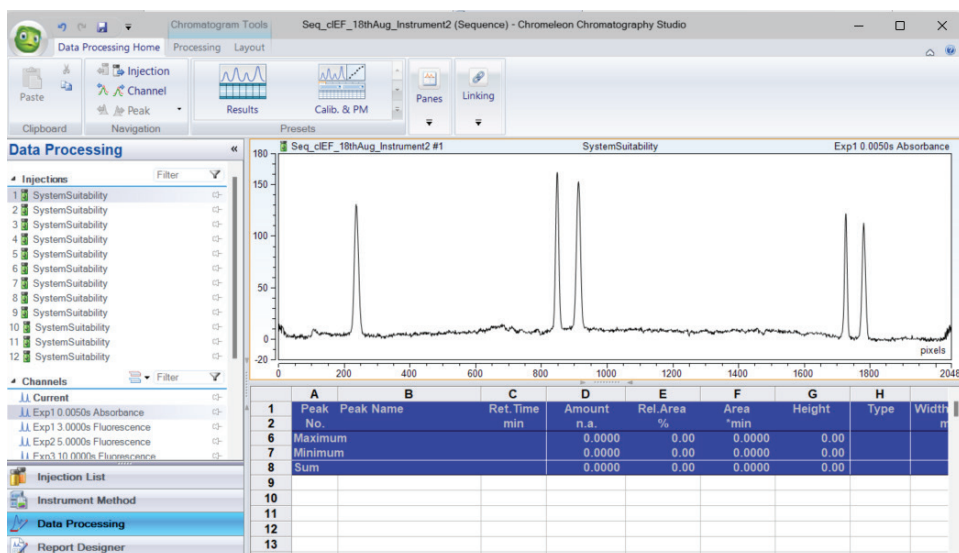 Chromatogram Tools
Seq_cIEF_18thAug_Instrument2 (Sequence) - Chromeleon Chromatography Studio
Data Processing Home Processing Layout
Paste
Injection
Channel
Peak
Results
Calib. & PM
Panes
Linking
Clipboard
Navigation
Presets
Data Processing
Injections
Filter
1 SystemSuitability
2 SystemSuitability
3 SystemSuitability
4 SystemSuitability
5 SystemSuitability
6 SystemSuitability
7 SystemSuitability
8 SystemSuitability
9 SystemSuitability
10 SystemSuitability
11 SystemSuitability
12 SystemSuitability
Channels
Filter
Current
Exp1 0.0050s Absorbance
Exp1 3.0000s Fluorescence
Exp2 5.0000s Fluorescence
Exp3 10.0000s Fluorescence
Injection List
Instrument Method
Data Processing
Report Designer
Seq_cIEF_18thAug_Instrument2 #1 SystemSuitability Exp1 0.0050s Absorbance
180
150
100
50
0
-20
pixels
0 200 400 600 800 1000 1200 1400 1600 1800 2048
A B C D E F G H
1 Peak Peak Name Ret.Time Amount Rel.Area Area Height Type Width
2 No. min n.a. % *min m
6 Maximum 0.0000 0.00 0.0000 0.00
7 Minimum 0.0000 0.00 0.0000 0.00
8 Sum 0.0000 0.00 0.0000 0.00
9
10
11
12
13